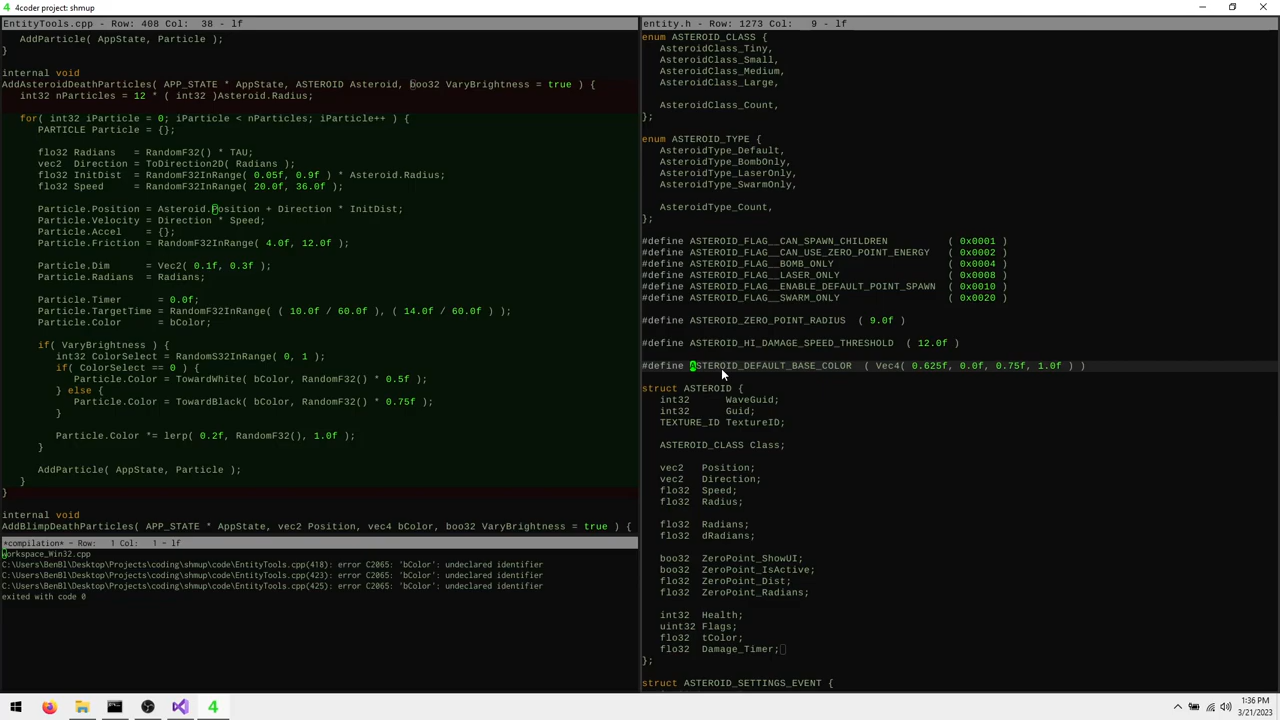 4coder project: shmup
EntityTools.cpp - Row: 408 Col: 38 - lf
AddParticle( AppState, Particle );
}
internal void
AddAsteroidDeathParticles( APP_STATE * AppState, ASTEROID Asteroid, boo32 VaryBrightness = true ) {
int32 nParticles = 12 * ( int32 )Asteroid.Radius;
for( int32 iParticle = 0; iParticle < nParticles; iParticle++ ) {
PARTICLE Particle = {};
flo32 Radians = RandomF32() * TAU;
vec2 Direction = ToDirection2D( Radians );
flo32 InitDist = RandomF32InRange( 0.05f, 0.9f ) * Asteroid.Radius;
flo32 Speed = RandomF32InRange( 20.0f, 36.0f );
Particle.Position = Asteroid.Position + Direction * InitDist;
Particle.Velocity = Direction * Speed;
Particle.Accel = {};
Particle.Friction = RandomF32InRange( 4.0f, 12.0f );
Particle.Dim = Vec2( 0.1f, 0.3f );
Particle.Radians = Radians;
Particle.Timer = 0.0f;
Particle.TargetTime = RandomF32InRange( ( 10.0f / 60.0f ), ( 14.0f / 60.0f ) );
Particle.Color = bColor;
if( VaryBrightness ) {
int32 ColorSelect = RandomS32InRange( 0, 1 );
if( ColorSelect == 0 ) {
Particle.Color = TowardWhite( bColor, RandomF32() * 0.5f );
} else {
Particle.Color = TowardBlack( bColor, RandomF32() * 0.75f );
}
Particle.Color *= lerp( 0.2f, RandomF32(), 1.0f );
}
AddParticle( AppState, Particle );
}
}
internal void
AddBlimpDeathParticles( APP_STATE * AppState, vec2 Position, vec4 bColor, boo32 VaryBrightness = true ) {
*compilation* - Row: 1 Col: 1 - lf
Workspace_Win32.cpp
C:\Users\BenBl\Desktop\Projects\coding\shmup\code\EntityTools.cpp(418): error C2065: 'bColor': undeclared identifier
C:\Users\BenBl\Desktop\Projects\coding\shmup\code\EntityTools.cpp(423): error C2065: 'bColor': undeclared identifier
C:\Users\BenBl\Desktop\Projects\coding\shmup\code\EntityTools.cpp(425): error C2065: 'bColor': undeclared identifier
exited with code 0
entity.h - Row: 1273 Col: 9 - lf
enum ASTEROID_CLASS {
AsteroidClass_Tiny,
AsteroidClass_Small,
AsteroidClass_Medium,
AsteroidClass_Large,
AsteroidClass_Count,
};
enum ASTEROID_TYPE {
AsteroidType_Default,
AsteroidType_BombOnly,
AsteroidType_LaserOnly,
AsteroidType_SwarmOnly,
AsteroidType_Count,
};
#define ASTEROID_FLAG__CAN_SPAWN_CHILDREN ( 0x0001 )
#define ASTEROID_FLAG__CAN_USE_ZERO_POINT_ENERGY ( 0x0002 )
#define ASTEROID_FLAG__BOMB_ONLY ( 0x0004 )
#define ASTEROID_FLAG__LASER_ONLY ( 0x0008 )
#define ASTEROID_FLAG__ENABLE_DEFAULT_POINT_SPAWN ( 0x0010 )
#define ASTEROID_FLAG__SWARM_ONLY ( 0x0020 )
#define ASTEROID_ZERO_POINT_RADIUS ( 9.0f )
#define ASTEROID_HI_DAMAGE_SPEED_THRESHOLD ( 12.0f )
#define ASTEROID_DEFAULT_BASE_COLOR ( Vec4( 0.625f, 0.0f, 0.75f, 1.0f ) )
struct ASTEROID {
int32 WaveGuid;
int32 Guid;
TEXTURE_ID TextureID;
ASTEROID_CLASS Class;
vec2 Position;
vec2 Direction;
flo32 Speed;
flo32 Radius;
flo32 Radians;
flo32 dRadians;
boo32 ZeroPoint_ShowUI;
boo32 ZeroPoint_IsActive;
flo32 ZeroPoint_Dist;
flo32 ZeroPoint_Radians;
int32 Health;
uint32 Flags;
flo32 tColor;
flo32 Damage_Timer;
};
struct ASTEROID_SETTINGS_EVENT {
1:36 PM
3/21/2023